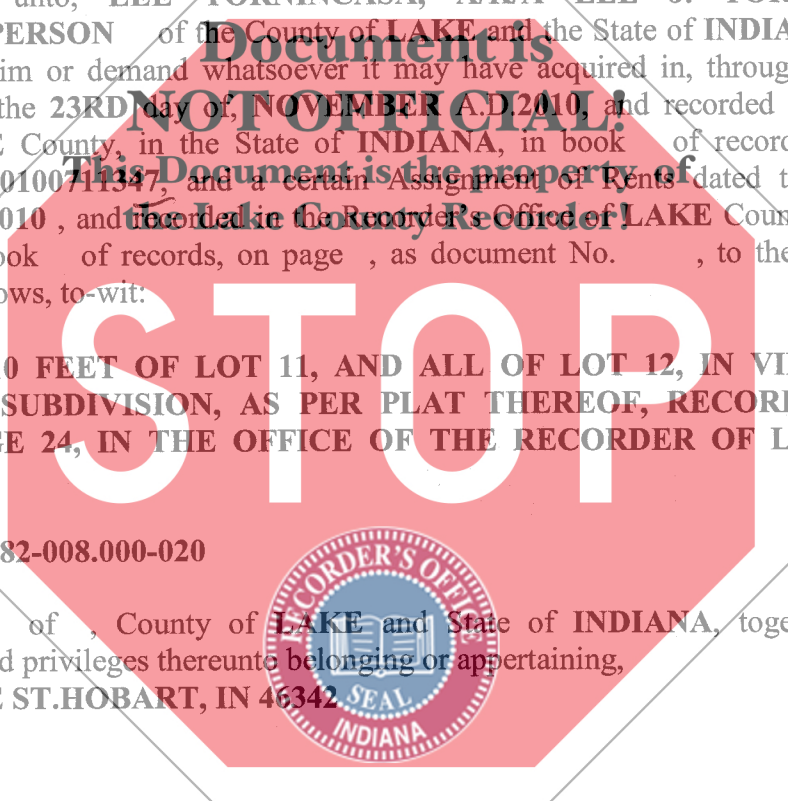 unto, LEE TORNINCASA, A/K/A LEE J. TOR
PERSON of the County of LAKE and the State of INDIA
Document is
im or demand whatsoever it may have acquired in, throug
the 23RD day of, NOVEMBER A.D.2010, and recorded
NOT OFFICIAL!
E County, in the State of INDIANA, in book of record
This Document is the property of
0100711347, and a certain Assignment of Rents dated t
the Lake County Recorder!
010 , and recorded in the Recorder's Office of LAKE Coun
ook of records, on page , as document No. , to the
ows, to-wit:
STOP
0 FEET OF LOT 11, AND ALL OF LOT 12, IN VI
SUBDIVISION, AS PER PLAT THEREOF, RECOR
GE 24, IN THE OFFICE OF THE RECORDER OF L
82-008.000-020
RECORDER'S OFFICE
of , County of LAKE and State of INDIANA, toge
d privileges thereunto belonging or appertaining,
E ST.HOBART, IN 46342
SEAL
INDIANA